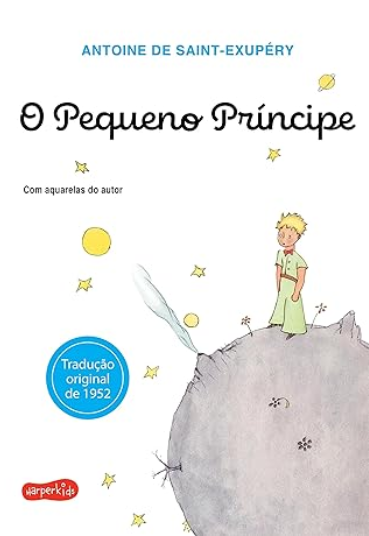 ANTOINE DE SAINT-EXUPÉRY
O Pequeno Príncipe
Com aquarelas do autor
Tradução
original
de 1952
HarperKids